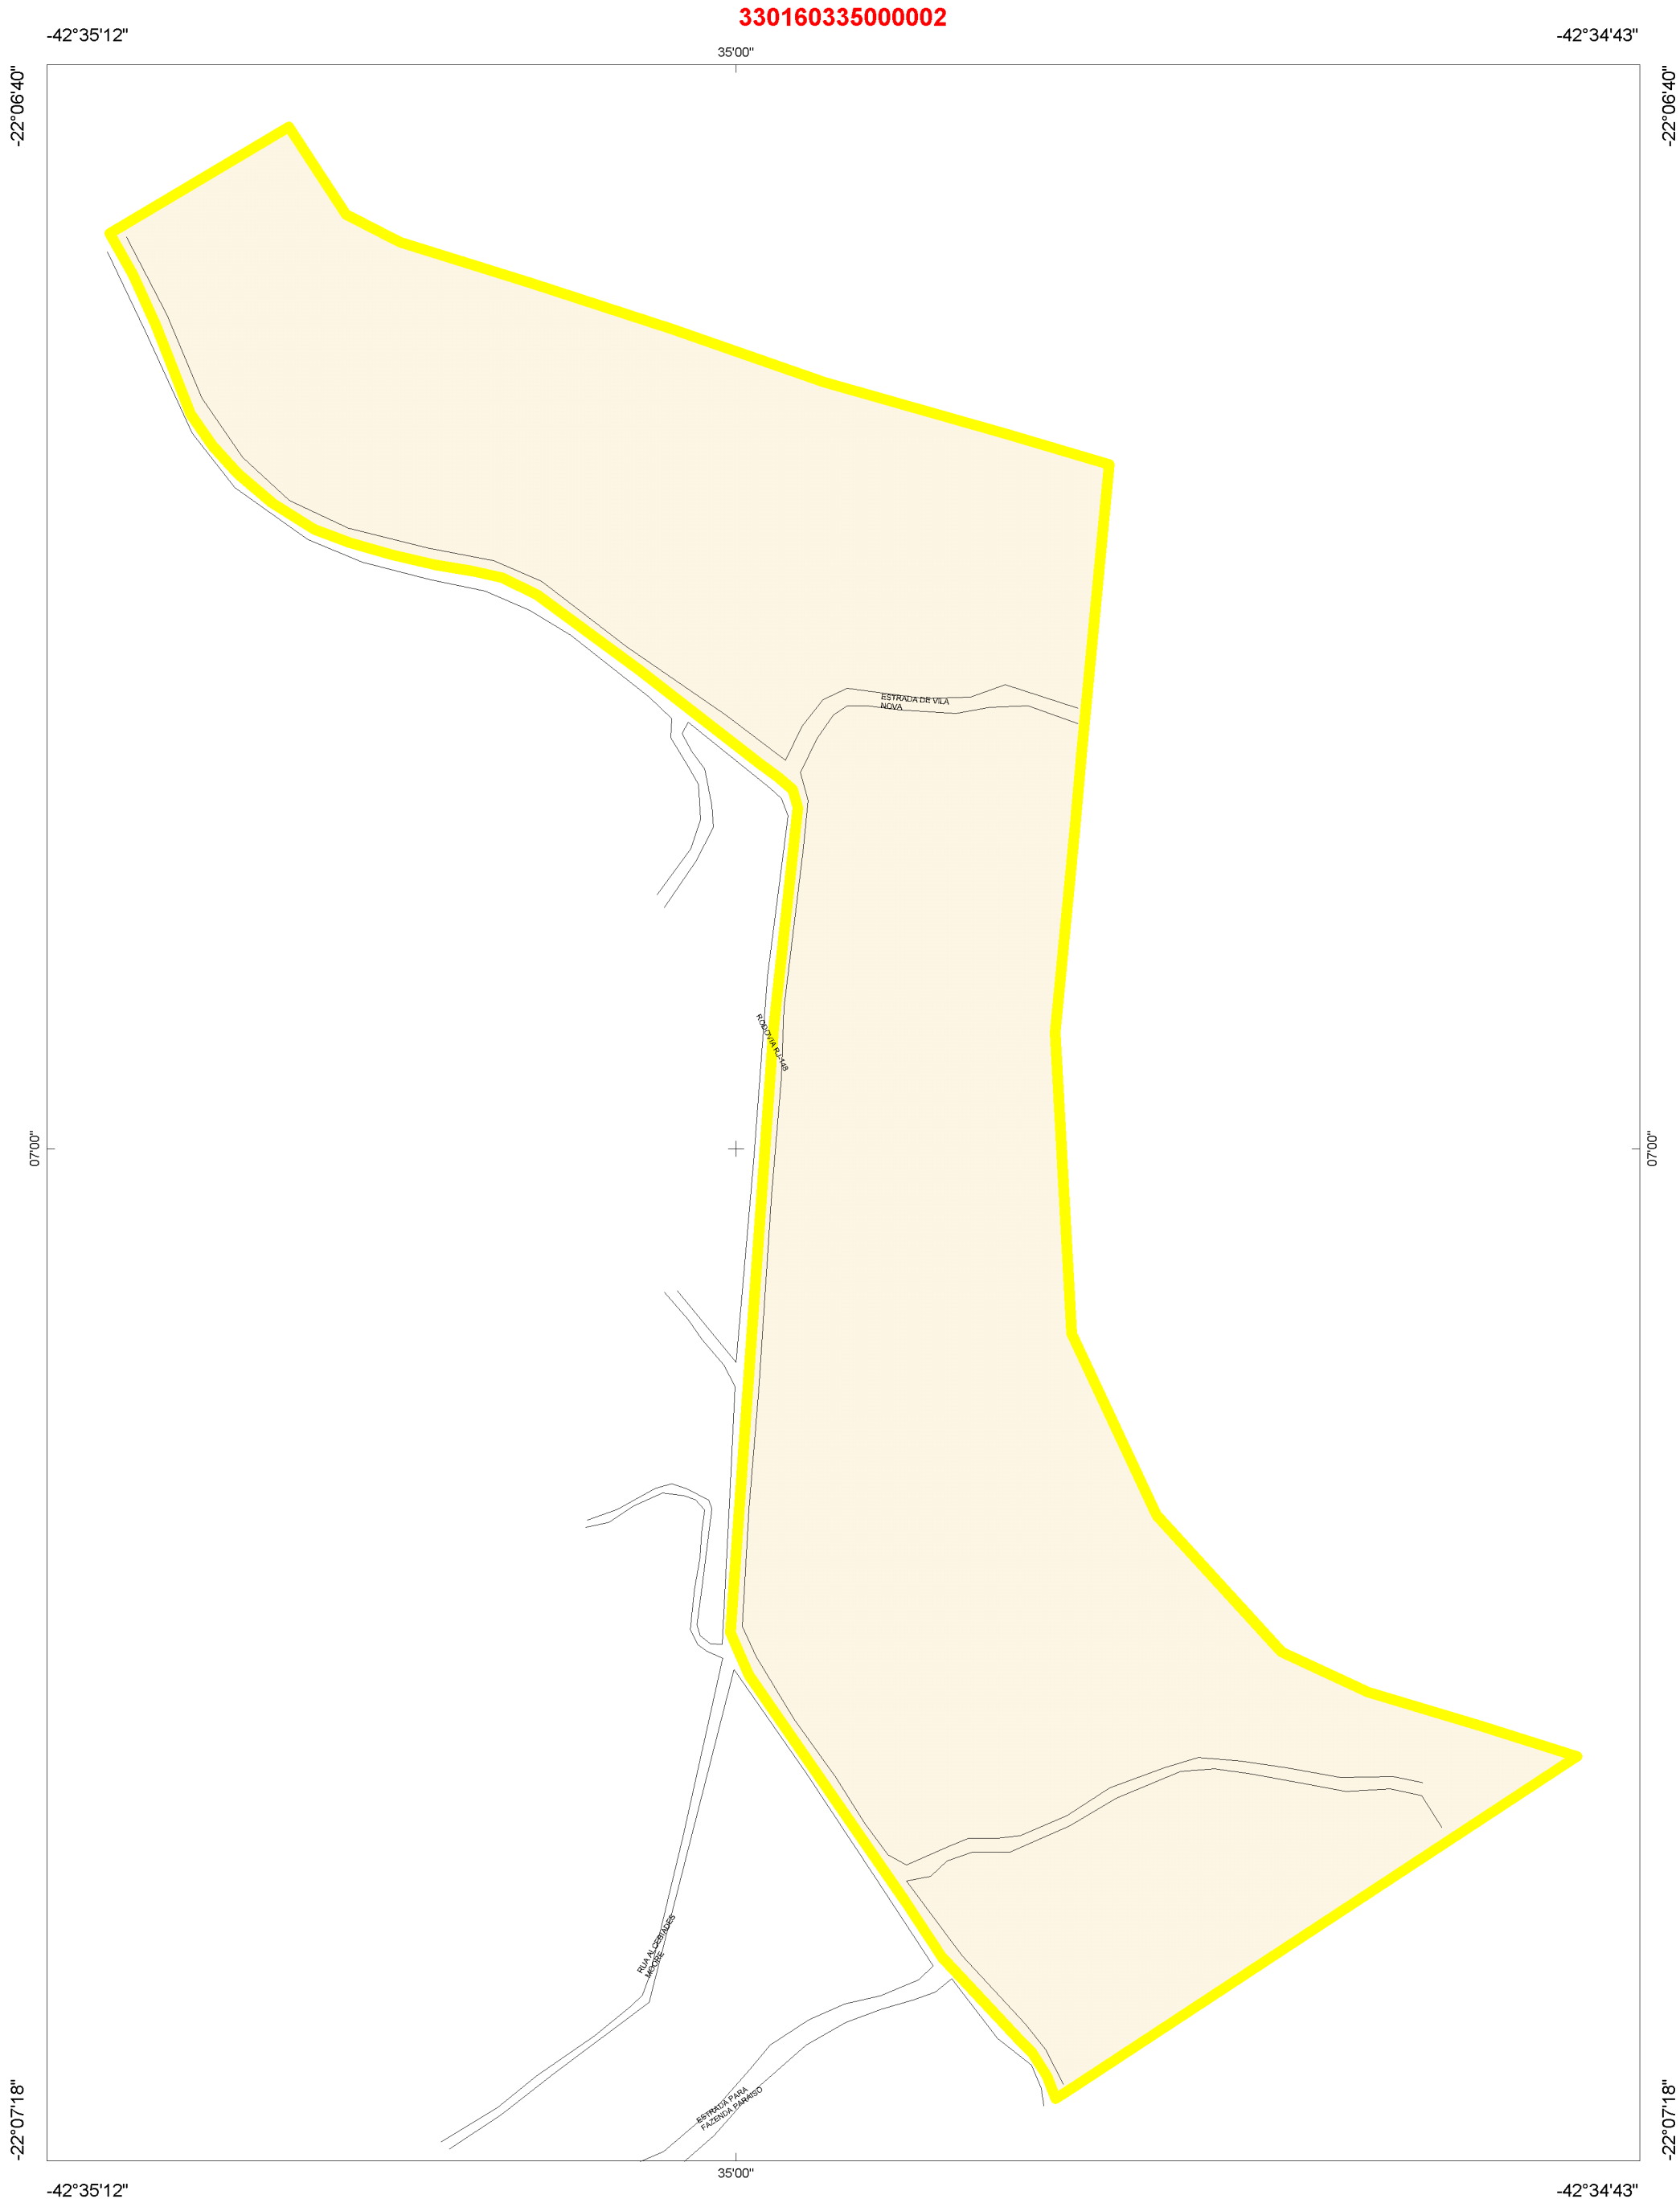 330160335000002
-42°35'12"
-42°34'43"
35'00"
-22°06'40"
-22°06'40"
ESTRADA DE VILA
NOVA
RODOVIA RJ-148
07'00"
07'00"
RUA ALCEBIADES
MOORE
ESTRADA PARA
FAZENDA PARAISO
-22°07'18"
-22°07'18"
35'00"
-42°35'12"
-42°34'43"